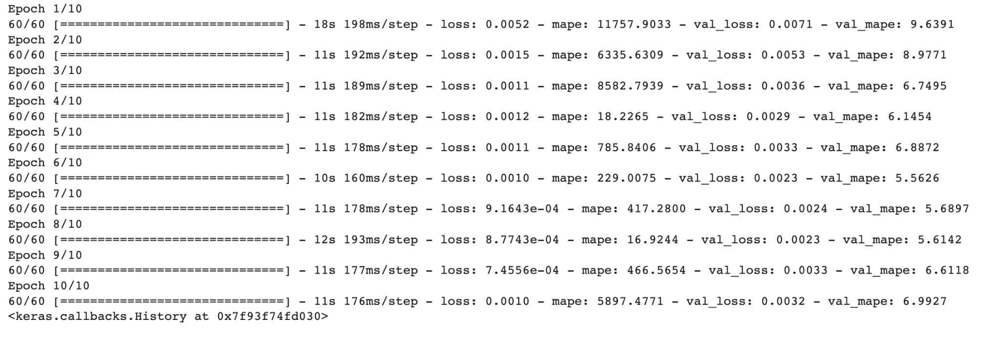 Epoch 1/10
60/60 [==============================] - 18s 198ms/step - loss: 0.0052 - mape: 11757.9033 - val_loss: 0.0071 - val_mape: 9.6391
Epoch 2/10
60/60 [==============================] - 11s 192ms/step - loss: 0.0015 - mape: 6335.6309 - val_loss: 0.0053 - val_mape: 8.9771
Epoch 3/10
60/60 [==============================] - 11s 189ms/step - loss: 0.0011 - mape: 8582.7939 - val_loss: 0.0036 - val_mape: 6.7495
Epoch 4/10
60/60 [==============================] - 11s 182ms/step - loss: 0.0012 - mape: 18.2265 - val_loss: 0.0029 - val_mape: 6.1454
Epoch 5/10
60/60 [==============================] - 11s 178ms/step - loss: 0.0011 - mape: 785.8406 - val_loss: 0.0033 - val_mape: 6.8872
Epoch 6/10
60/60 [==============================] - 10s 160ms/step - loss: 0.0010 - mape: 229.0075 - val_loss: 0.0023 - val_mape: 5.5626
Epoch 7/10
60/60 [==============================] - 11s 178ms/step - loss: 9.1643e-04 - mape: 417.2800 - val_loss: 0.0024 - val_mape: 5.6897
Epoch 8/10
60/60 [==============================] - 12s 193ms/step - loss: 8.7743e-04 - mape: 16.9244 - val_loss: 0.0023 - val_mape: 5.6142
Epoch 9/10
60/60 [==============================] - 11s 177ms/step - loss: 7.4556e-04 - mape: 466.5654 - val_loss: 0.0033 - val_mape: 6.6118
Epoch 10/10
60/60 [==============================] - 11s 176ms/step - loss: 0.0010 - mape: 5897.4771 - val_loss: 0.0032 - val_mape: 6.9927
<keras.callbacks.History at 0x7f93f74fd030>